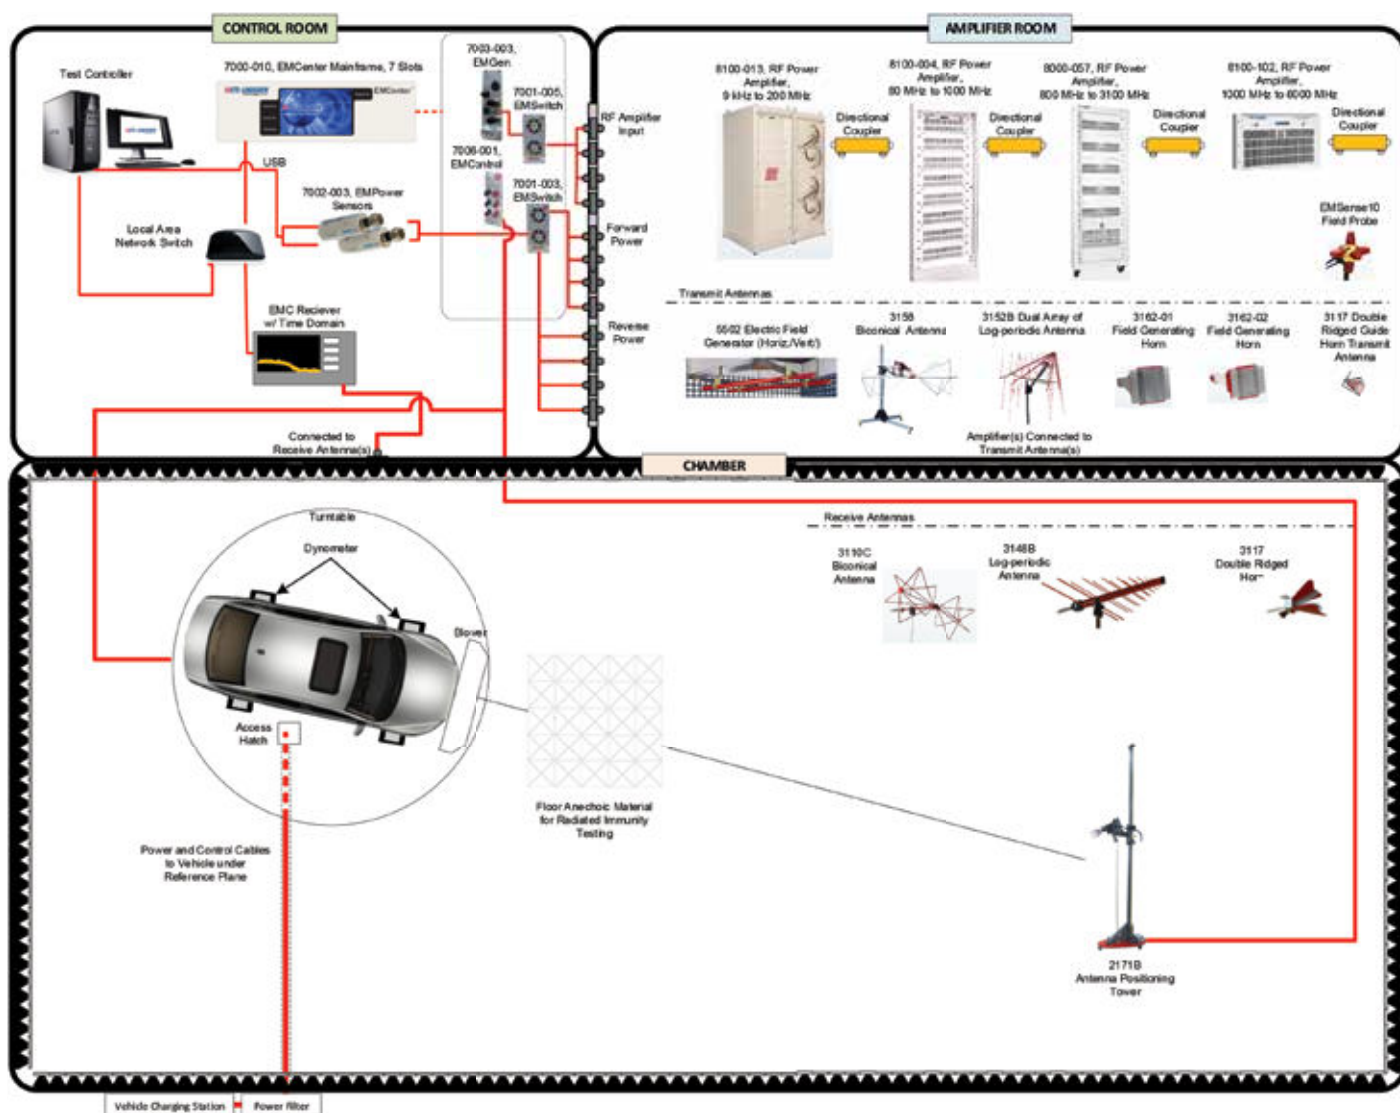 CONTROL ROOM
AMPLIFIER ROOM
Test Controller
7000-010, EMCenter Mainframe, 7 Slots
EMCenter
7003-003,
EMGen
7001-005,
EMSwitch
7006-001,
EMControl
7001-003,
EMSwitch
USB
7002-003, EMPower
Sensors
Local Area
Network Switch
EMC Reciever
w/ Time Domain
Connected to
Receive Antenna(s)
RF Amplifier
Input
Forward
Power
Reverse
Power
8100-013, RF Power
Amplifier,
9 kHz to 200 MHz
Directional
Coupler
8100-004, RF Power
Amplifier,
80 MHz to 1000 MHz
Directional
Coupler
8000-057, RF Power
Amplifier,
800 MHz to 3100 MHz
Directional
Coupler
8100-102, RF Power
Amplifier,
1000 MHz to 6000 MHz
Directional
Coupler
EMSense10
Field Probe
Transmit Antennas
5502 Electric Field
Generator (Horiz./Vert/)
3158
Biconical Antenna
3152B Dual Array of
Log-periodic Antenna
3162-01
Field Generating
Horn
3162-02
Field Generating
Horn
3117 Double
Ridged Guide
Horn Transmit
Antenna
Amplifier(s) Connected to
Transmit Antenna(s)
CHAMBER
Turntable
Dynometer
Blower
Access
Hatch
Power and Control Cables
to Vehicle under
Reference Plane
Floor Anechoic Material
for Radiated Immunity
Testing
Receive Antennas
3110C
Biconical
Antenna
3148B
Log-periodic
Antenna
3117
Double Ridged
Horn
2171B
Antenna Positioning
Tower
Vehicle Charging Station
Power Filter